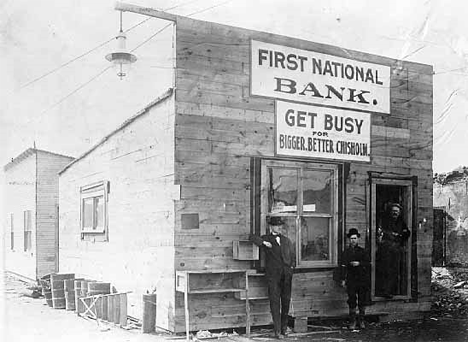 FIRST NATIONAL
BANK.
GET BUSY
FOR
BIGGER, BETTER CHISHOLM.